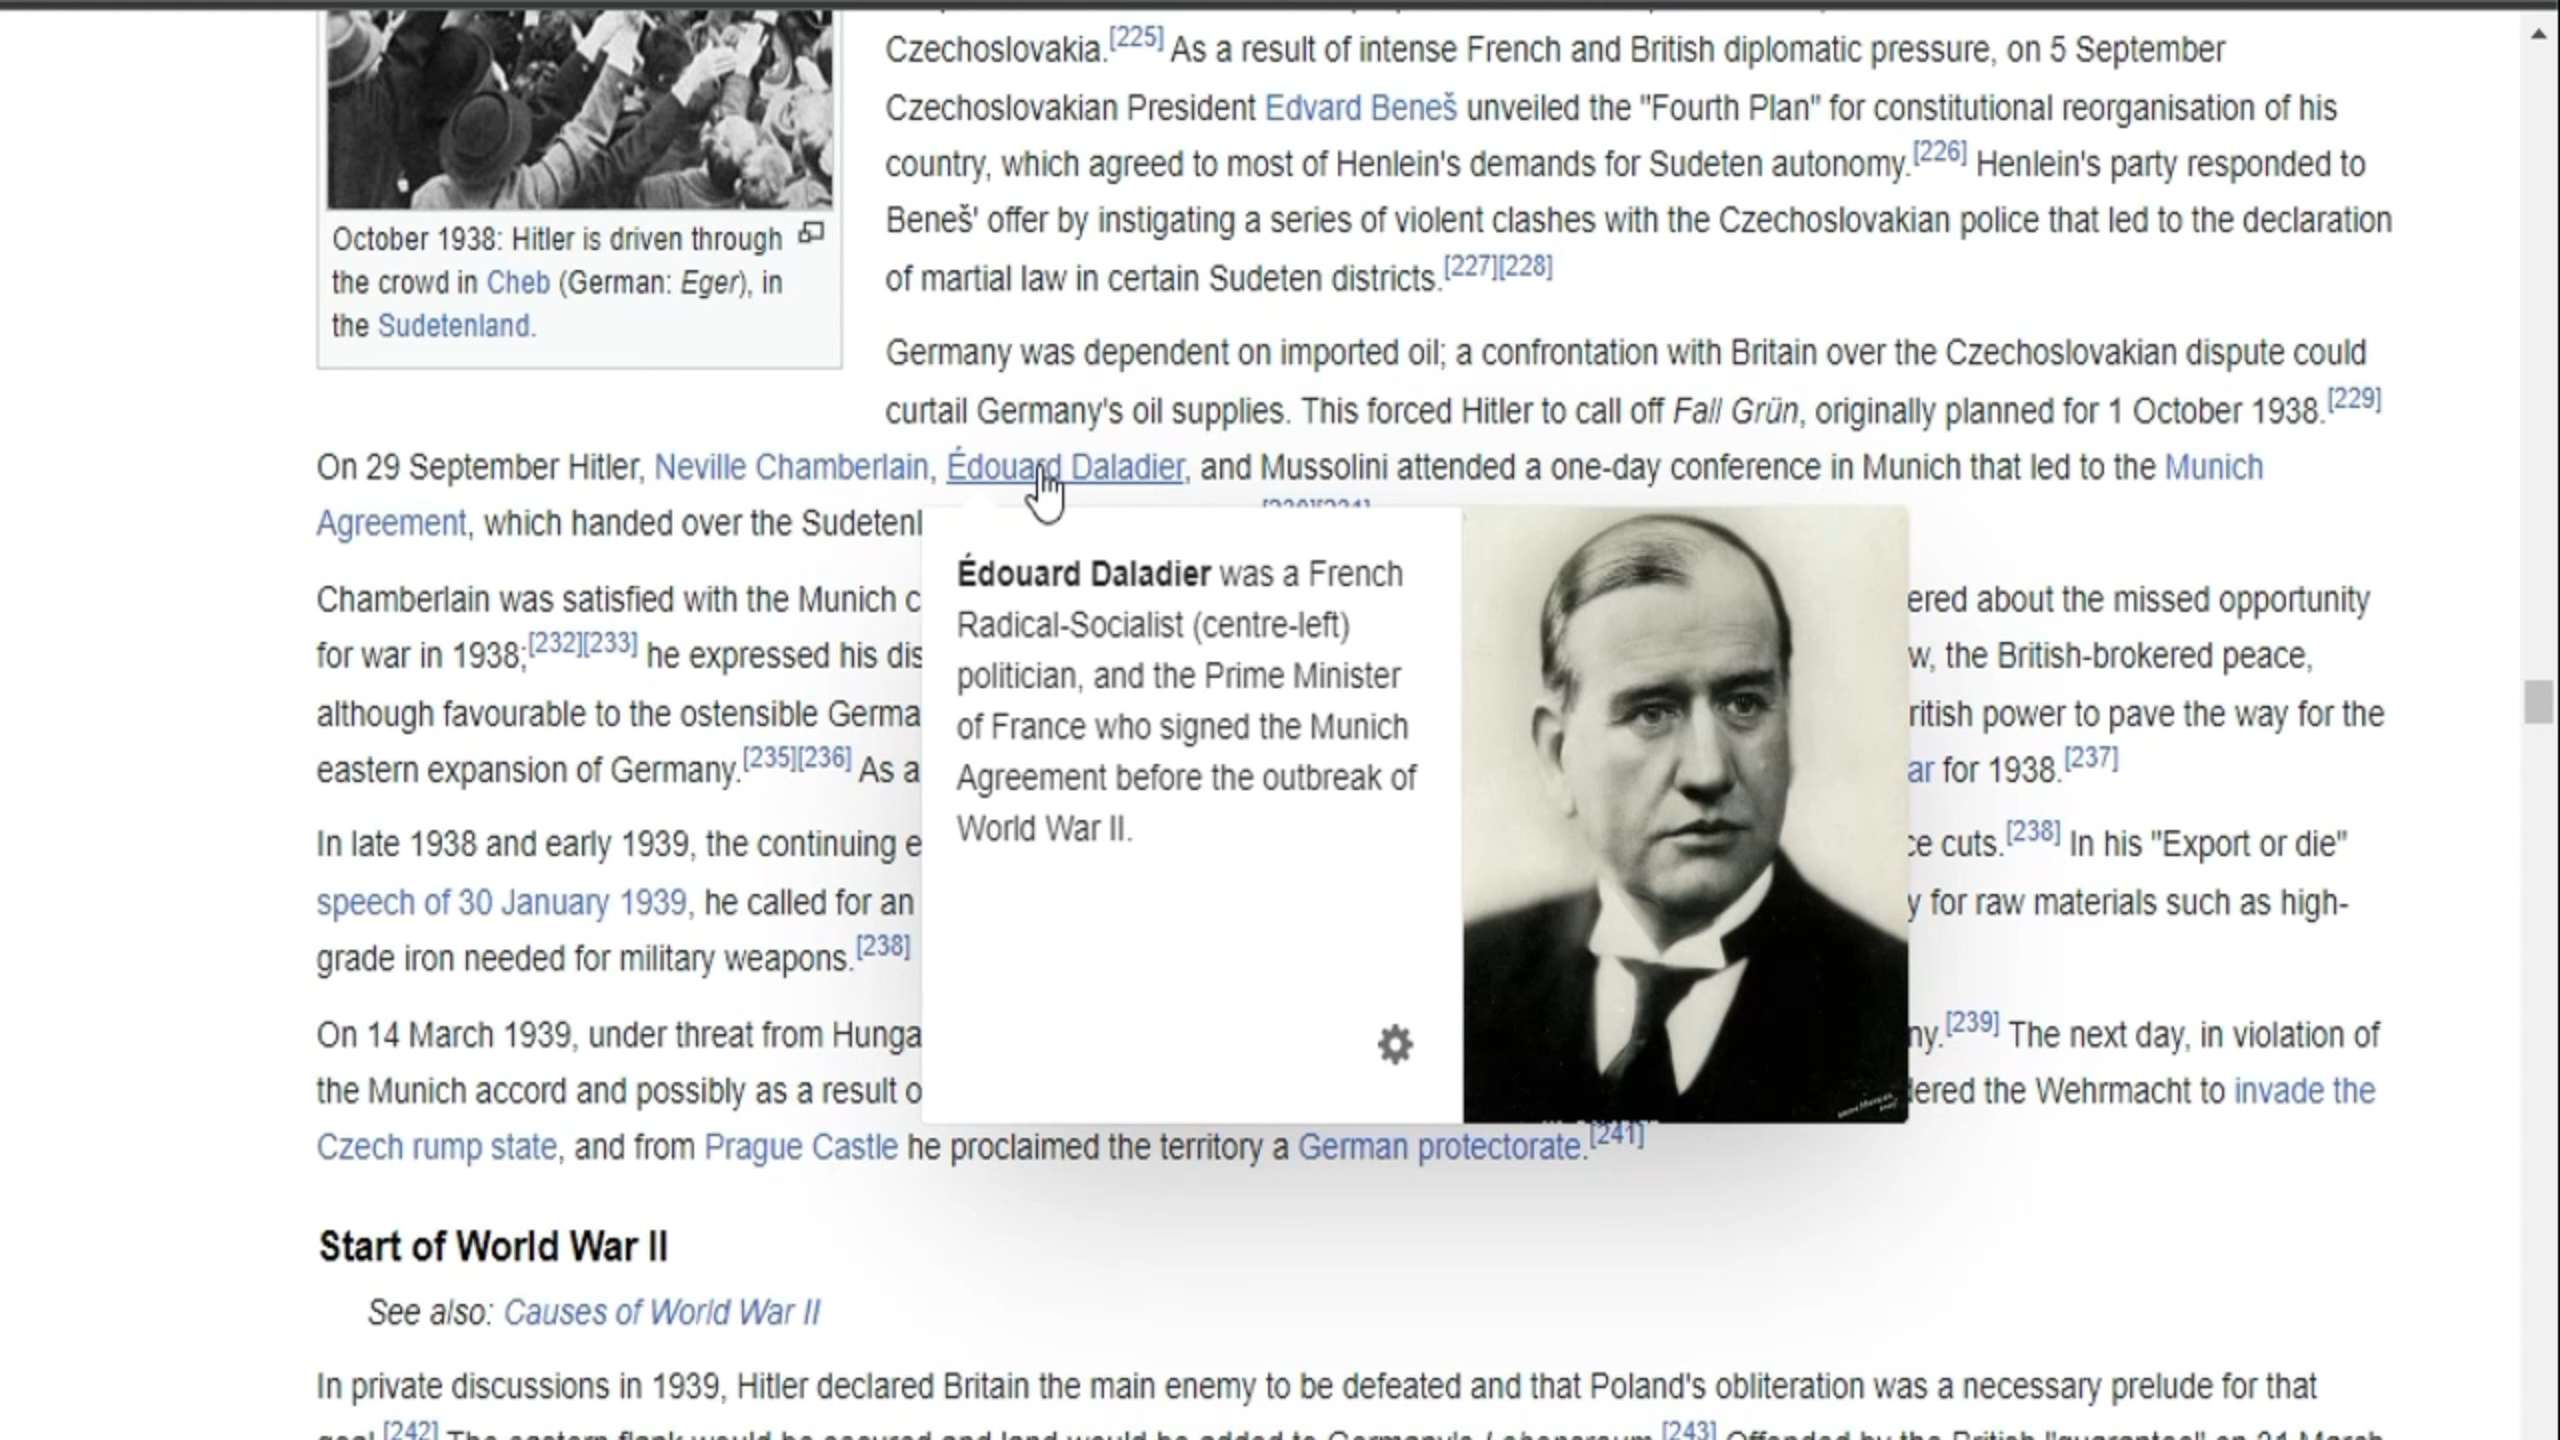 Czechoslovakia.[225] As a result of intense French and British diplomatic pressure, on 5 September
Czechoslovakian President Edvard Beneš unveiled the "Fourth Plan" for constitutional reorganisation of his
country, which agreed to most of Henlein's demands for Sudeten autonomy.[226] Henlein's party responded to
Beneš' offer by instigating a series of violent clashes with the Czechoslovakian police that led to the declaration
of martial law in certain Sudeten districts.[227][228]
October 1938: Hitler is driven through
the crowd in Cheb (German: Eger), in
the Sudetenland.
Germany was dependent on imported oil; a confrontation with Britain over the Czechoslovakian dispute could
curtail Germany's oil supplies. This forced Hitler to call off Fall Grün, originally planned for 1 October 1938.[229]
On 29 September Hitler, Neville Chamberlain, Édouard Daladier, and Mussolini attended a one-day conference in Munich that led to the Munich
Agreement, which handed over the
Édouard Daladier was a French
Radical-Socialist (centre-left)
politician, and the Prime Minister
of France who signed the Munich
Agreement before the outbreak of
World War II.
Chamberlain was satisfied with the Munich about the missed opportunity
for war in 1938;[232][233] he expressed his the British-brokered peace,
although favourable to the ostensible power to pave the way for the
eastern expansion of Germany.[235][236] As a for 1938.[237]
In late 1938 and early 1939, the continuing cuts.[238] In his "Export or die"
speech of 30 January 1939, he called for an for raw materials such as high-
grade iron needed for military weapons.[238]
On 14 March 1939, under threat from [239] The next day, in violation of
the Munich accord and possibly as a result the Wehrmacht to invade the
Czech rump state, and from Prague Castle he proclaimed the territory a German protectorate.[241]
Start of World War II
See also: Causes of World War II
In private discussions in 1939, Hitler declared Britain the main enemy to be defeated and that Poland's obliteration was a necessary prelude for that
[242] [243]